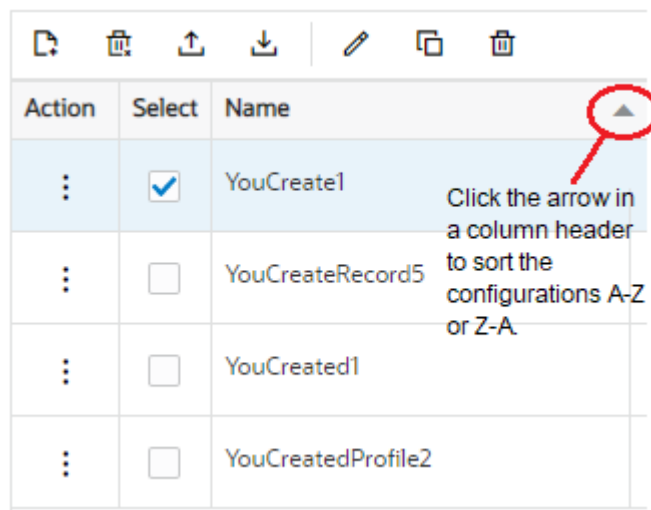 Action Select Name
YouCreate1
Click the arrow in
a column header
to sort the
configurations A-Z
or Z-A.
YouCreateRecord5
YouCreated1
YouCreatedProfile2